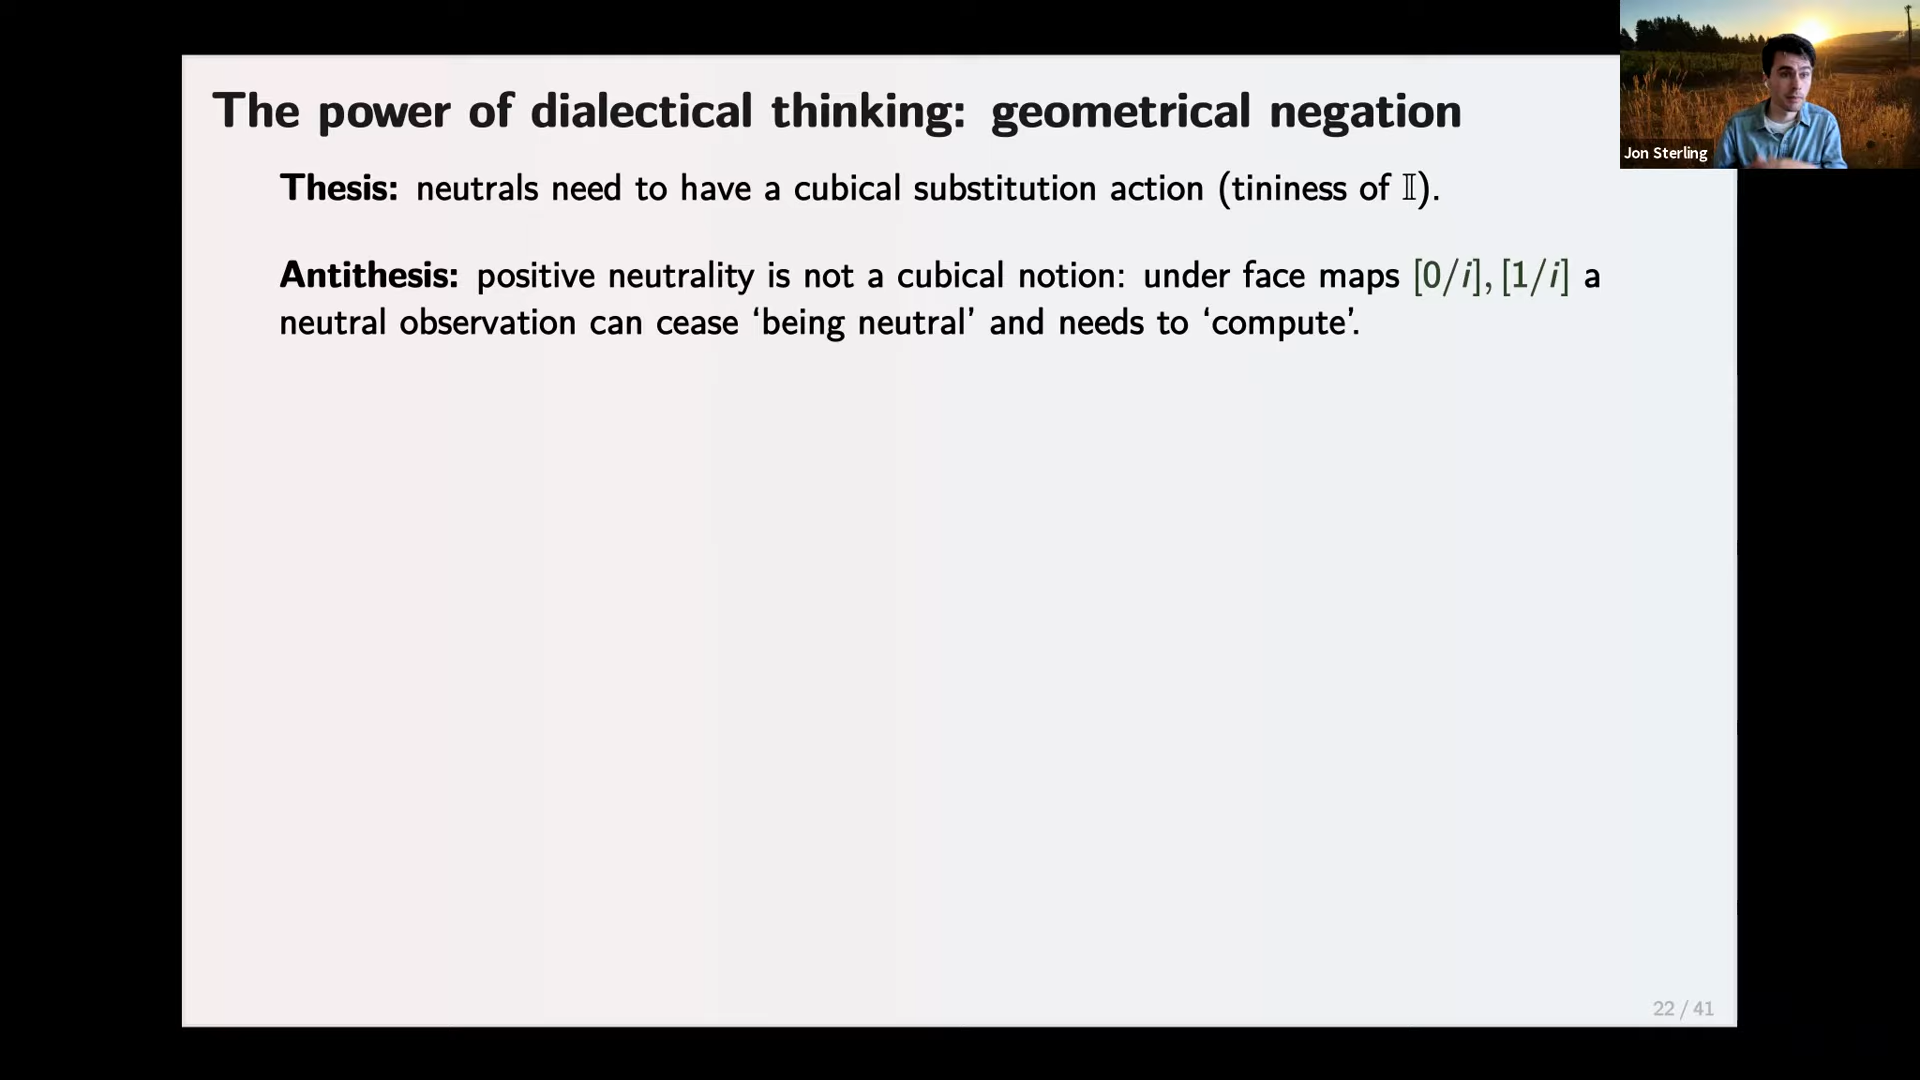 The power of dialectical thinking: geometrical negation
Jon Sterling
Thesis: neutrals need to have a cubical substitution action (tininess of 𝕀).
Antithesis: positive neutrality is not a cubical notion: under face maps [0/i], [1/i] a
neutral observation can cease ‘being neutral’ and needs to ‘compute’.
22 / 41